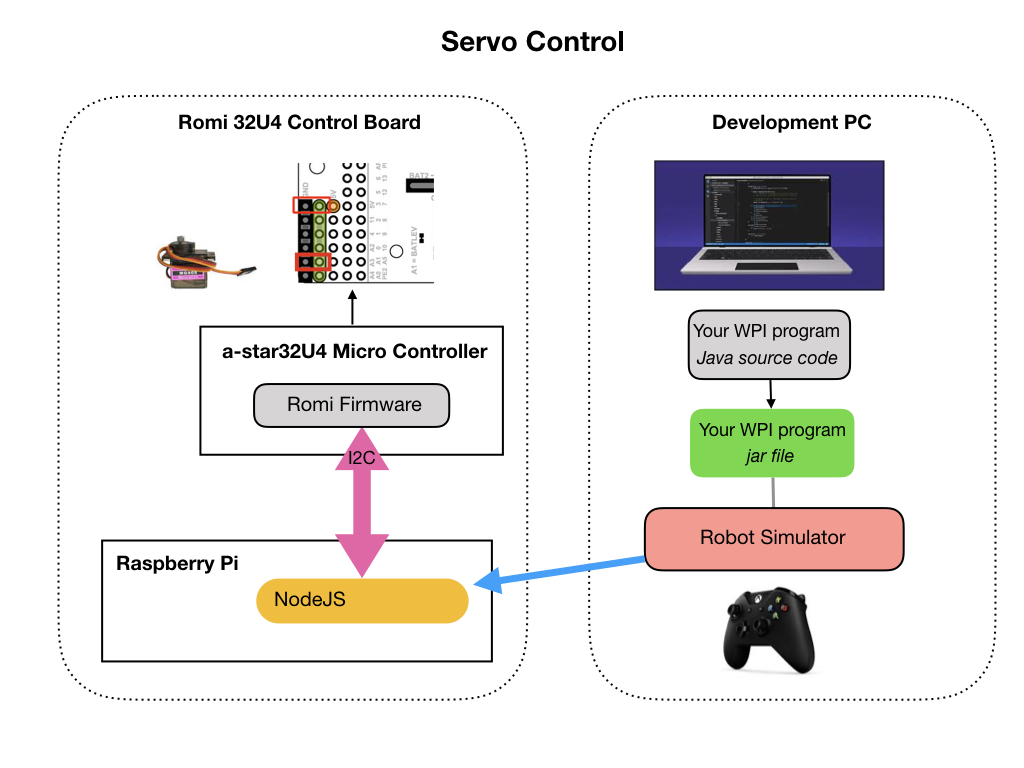 Servo Control
Romi 32U4 Control Board
Development PC
GND
5V
BAT2
A1 = BATLEV
MG90S
a-star32U4 Micro Controller
Romi Firmware
I2C
Raspberry Pi
NodeJS
Your WPI program
Java source code
Your WPI program
jar file
Robot Simulator